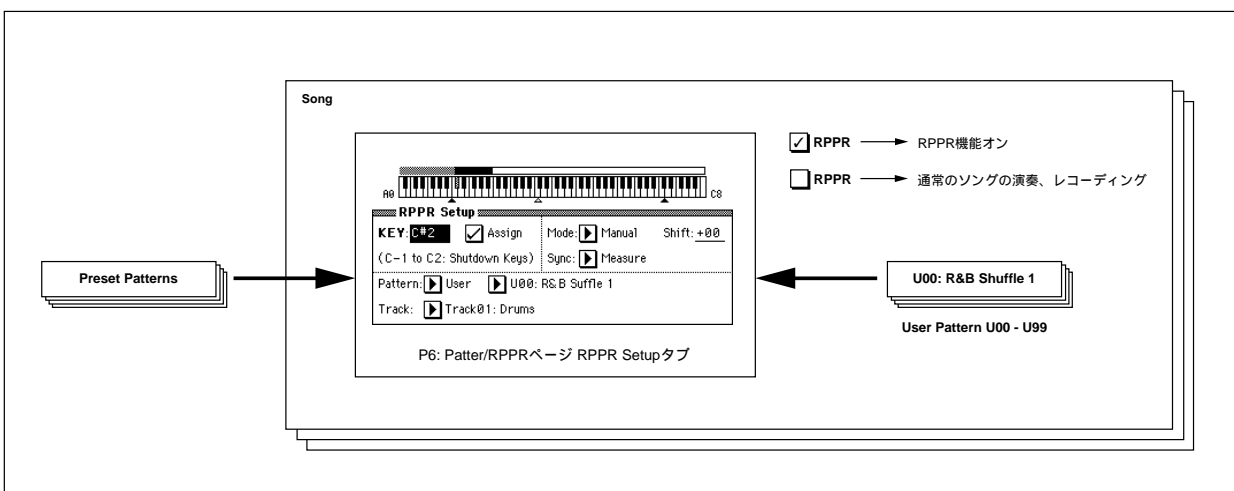 Song
RPPR RPPR機能オン
RPPR 通常のソングの演奏、レコーディング
A0 C8
RPPR Setup
KEY: C#2 Assign Mode: Manual Shift: +00
(C-1 to C2: Shutdown Keys) Sync: Measure
Pattern: User U00: R&B Suffle 1
Track: Track01: Drums
P6: Patter/RPPRページ RPPR Setupタブ
Preset Patterns
U00: R&B Shuffle 1
User Pattern U00 - U99